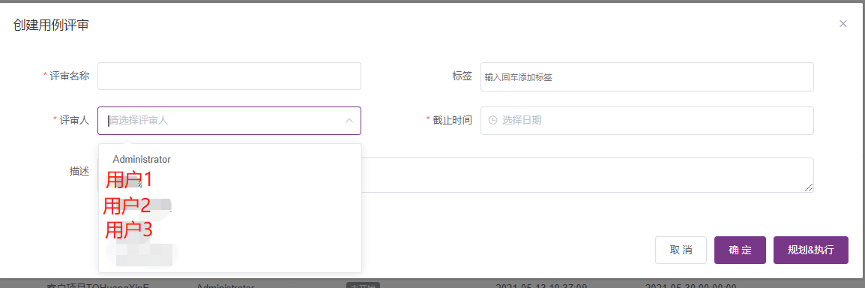 创建用例评审
* 评审名称
标签 输入回车添加标签
* 评审人 请选择评审人
* 截止时间 选择日期
Administrator
描述
用户1
用户2
用户3
取 消 确 定 规划&执行
Administrator 2021-05-13 10:37:09 2021-05-30 00:00:00